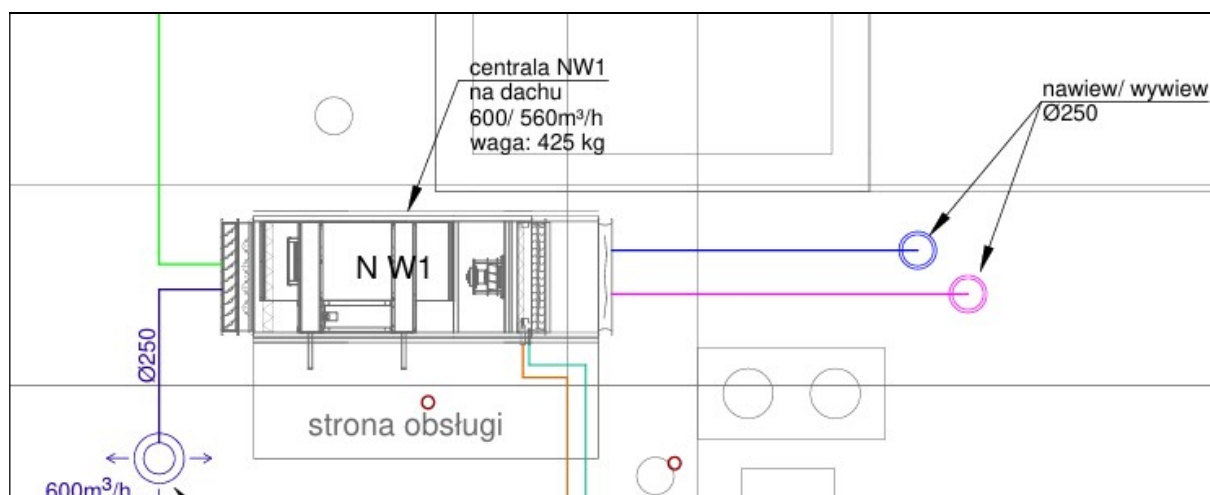 centrala NW1
na dachu
600/ 560m³/h
waga: 425 kg
nawiew/ wywiew
Ø250
N W1
Ø250
strona obsługi
600m³/h